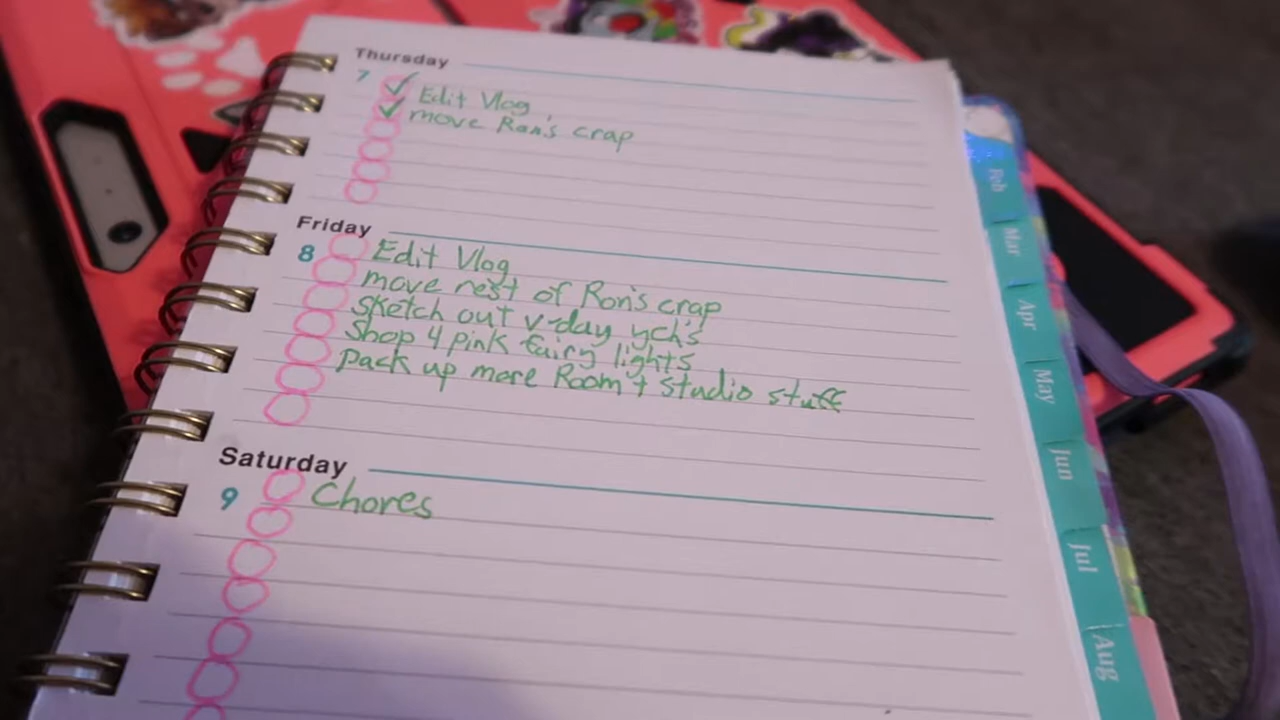 Thursday
7
✓ Edit Vlog
✓ move Ron's crap
Friday
8
Edit Vlog
move rest of Ron's crap
sketch out v-day ych's
Shop 4 pink fairy lights
pack up more Room + studio stuff
Saturday
9
Chores
Feb
Mar
Apr
May
Jun
Jul
Aug